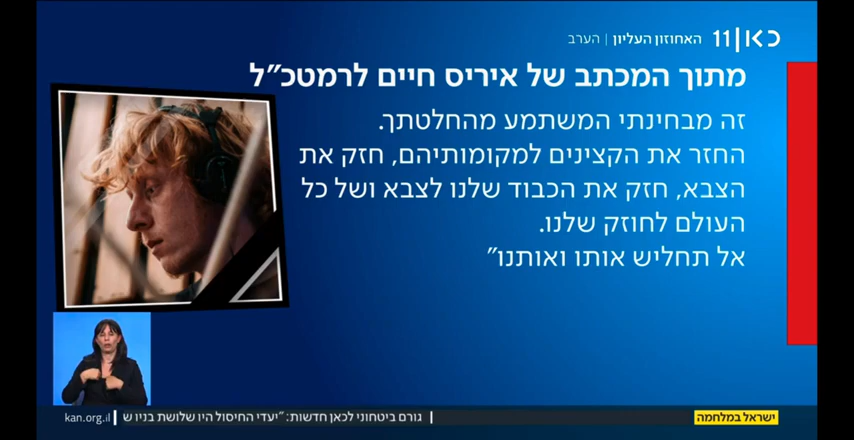 כאן | 11 האחוזון העליון | הערב
מתוך המכתב של איריס חיים לרמטכ"ל
זה מבחינתי המשתמע מהחלטתך.
החזר את הקצינים למקומותיהם, חזק את
הצבא, חזק את הכבוד שלנו לצבא ושל כל
העולם לחוזק שלנו.
אל תחליש אותו ואותנו"
ישראל במלחמה
גורם ביטחוני לכאן חדשות: "יעדי החיסול היו שלושת בניו ש
kan.org.il